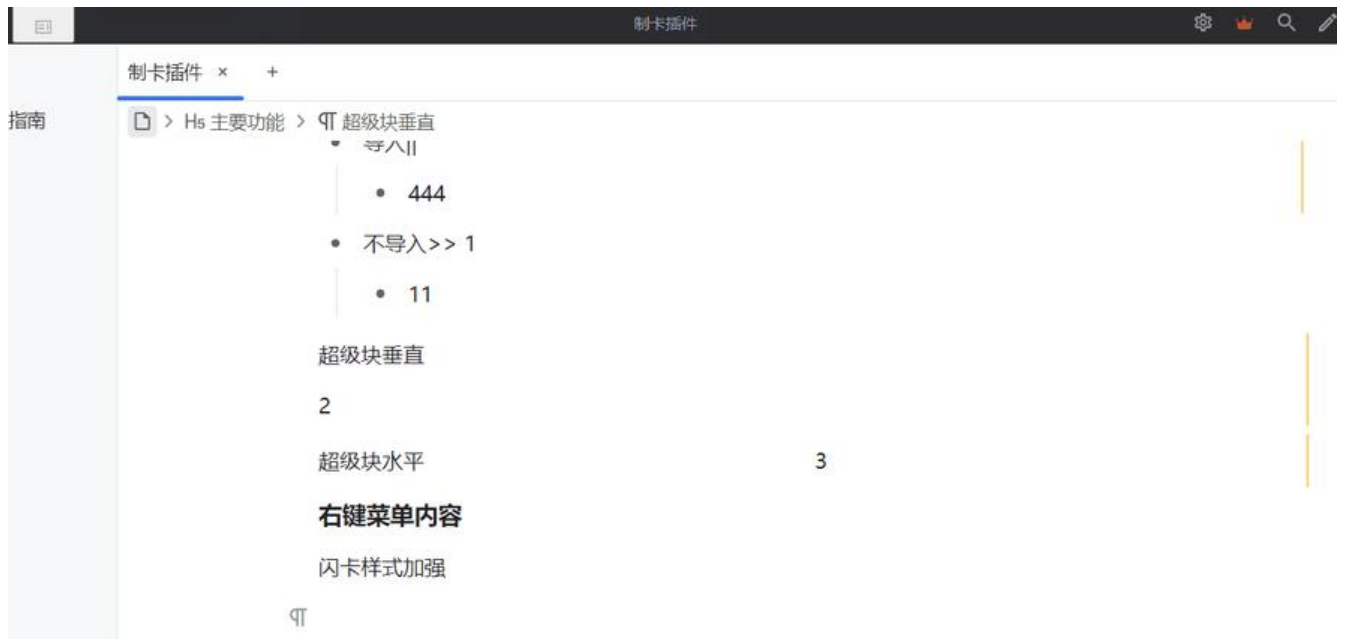 制卡插件
制卡插件 × +
指南
> Hs 主要功能 > ¶ 超级块垂直
• 导入||
• 444
• 不导入>> 1
• 11
超级块垂直
2
超级块水平 3
右键菜单内容
闪卡样式加强
¶